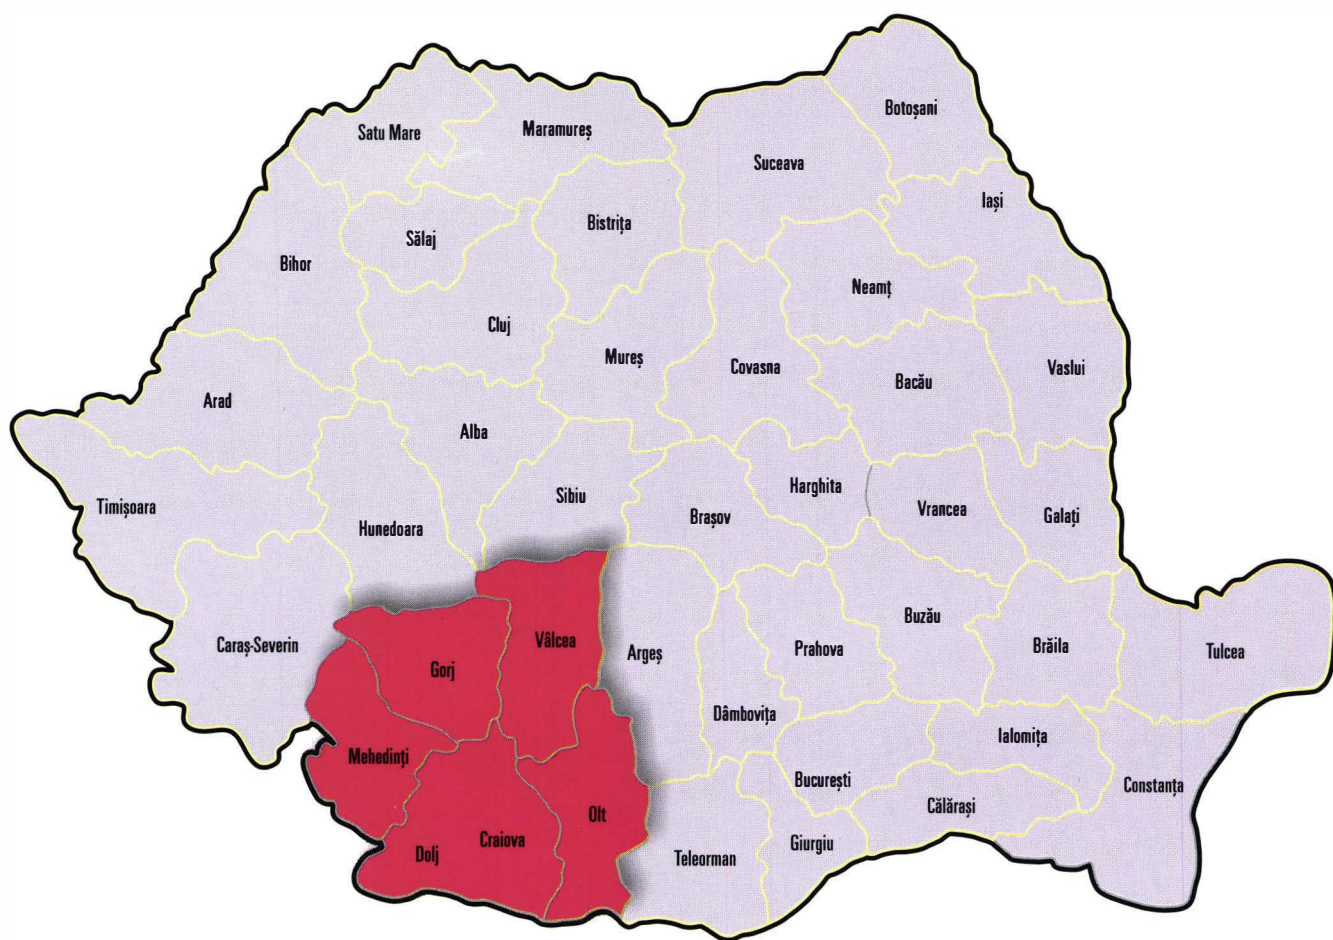 Botoșani
Satu Mare
Maramureș
Suceava
Iași
Bistrița
Sălaj
Bihor
Neamț
Cluj
Mureș
Covasna
Vaslui
Bacău
Arad
Alba
Harghita
Sibiu
Timișoara
Vrancea
Galați
Brașov
Hunedoara
Buzău
Vâlcea
Caraș-Severin
Brăila
Prahova
Argeș
Tulcea
Gorj
Dâmbovița
Ialomița
Mehedinți
București
Constanța
Călărași
Olt
Craiova
Giurgiu
Dolj
Teleorman